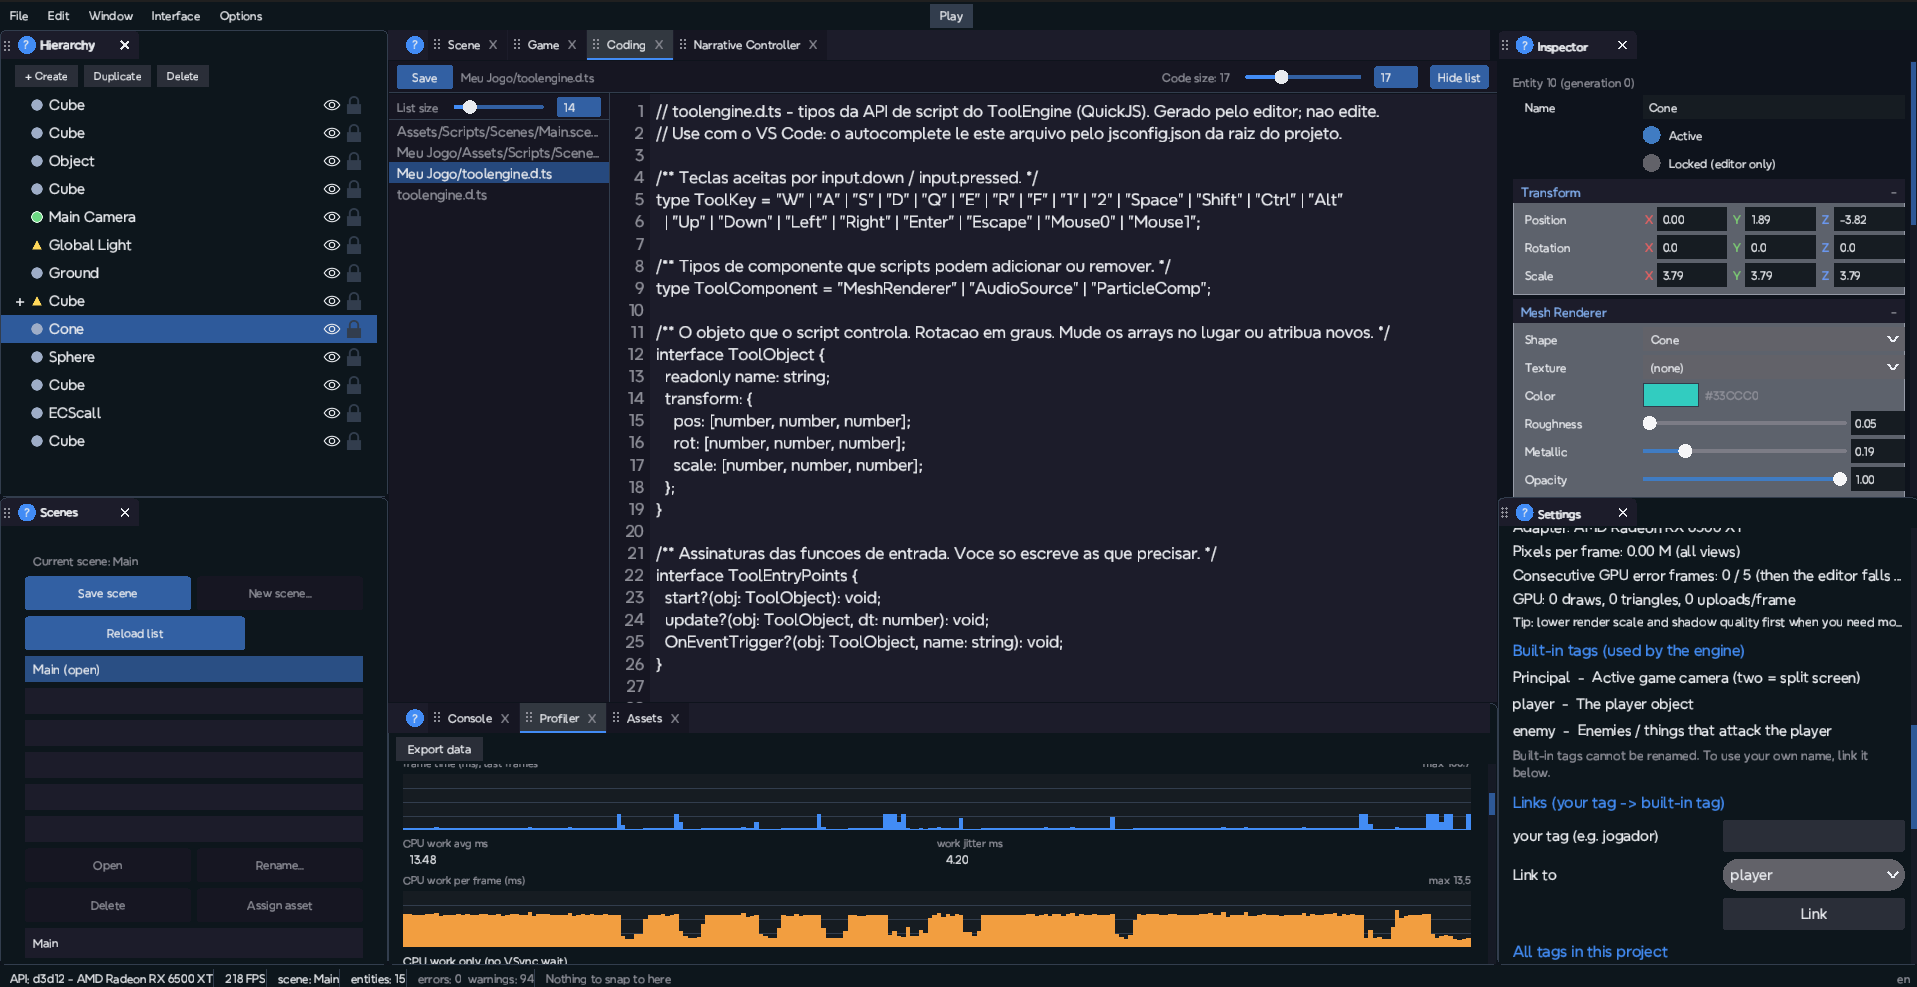 File Edit Window Interface Options
Play
? Hierarchy X
+ Create Duplicate Delete
Cube
Cube
Object
Cube
Main Camera
Global Light
Ground
+ Cube
Cone
Sphere
Cube
ECScall
Cube
? Scenes X
Current scene: Main
Save scene New scene...
Reload list
Main (open)
Open Rename...
Delete Assign asset
Main
? Scene X Game X Coding X Narrative Controller X
Save Meu Jogo/toolengine.d.ts Code size: 17 17 Hide list
List size 14
Assets/Scripts/Scenes/Main.sce...
Meu Jogo/Assets/Scripts/Scene...
Meu Jogo/toolengine.d.ts
toolengine.d.ts
1 // toolengine.d.ts - tipos da API de script do ToolEngine (QuickJS). Gerado pelo editor; nao edite.
2 // Use com o VS Code: o autocomplete le este arquivo pelo jsconfig.json da raiz do projeto.
3
4 /** Teclas aceitas por input.down / input.pressed. */
5 type ToolKey = "W" | "A" | "S" | "D" | "Q" | "E" | "R" | "F" | "1" | "2" | "Space" | "Shift" | "Ctrl" | "Alt"
6 | "Up" | "Down" | "Left" | "Right" | "Enter" | "Escape" | "Mouse0" | "Mouse1";
7
8 /** Tipos de componente que scripts podem adicionar ou remover. */
9 type ToolComponent = "MeshRenderer" | "AudioSource" | "ParticleComp";
10
11 /** O objeto que o script controla. Rotacao em graus. Mude os arrays no lugar ou atribua novos. */
12 interface ToolObject {
13 readonly name: string;
14 transform: {
15 pos: [number, number, number];
16 rot: [number, number, number];
17 scale: [number, number, number];
18 };
19 }
20
21 /** Assinaturas das funcoes de entrada. Voce so escreve as que precisar. */
22 interface ToolEntryPoints {
23 start?(obj: ToolObject): void;
24 update?(obj: ToolObject, dt: number): void;
25 OnEventTrigger?(obj: ToolObject, name: string): void;
26 }
27
? Console X Profiler X Assets X
Export data
frame time (ms), last frames
CPU work avg ms work jitter ms
13.48 4.20
CPU work per frame (ms) max 13,5
CPU work only (no VSync wait)
? Inspector X
Entity 10 (generation 0)
Name Cone
Active
Locked (editor only)
Transform -
Position X 0.00 Y 1.89 Z -3.82
Rotation X 0.0 Y 0.0 Z 0.0
Scale X 3.79 Y 3.79 Z 3.79
Mesh Renderer -
Shape Cone
Texture (none)
Color #33CCC0
Roughness 0.05
Metallic 0.19
Opacity 1.00
? Settings X
Adapter: AMD Radeon RX 6500 XT
Pixels per frame: 0.00 M (all views)
Consecutive GPU error frames: 0 / 5 (then the editor falls ...
GPU: 0 draws, 0 triangles, 0 uploads/frame
Tip: lower render scale and shadow quality first when you need mo...
Built-in tags (used by the engine)
Principal - Active game camera (two = split screen)
player - The player object
enemy - Enemies / things that attack the player
Built-in tags cannot be renamed. To use your own name, link it
below.
Links (your tag -> built-in tag)
your tag (e.g. jogador)
Link to player
Link
All tags in this project
API: d3d12 - AMD Radeon RX 6500 XT 218 FPS scene: Main entities: 15 errors: 0 warnings: 94 Nothing to snap to here en